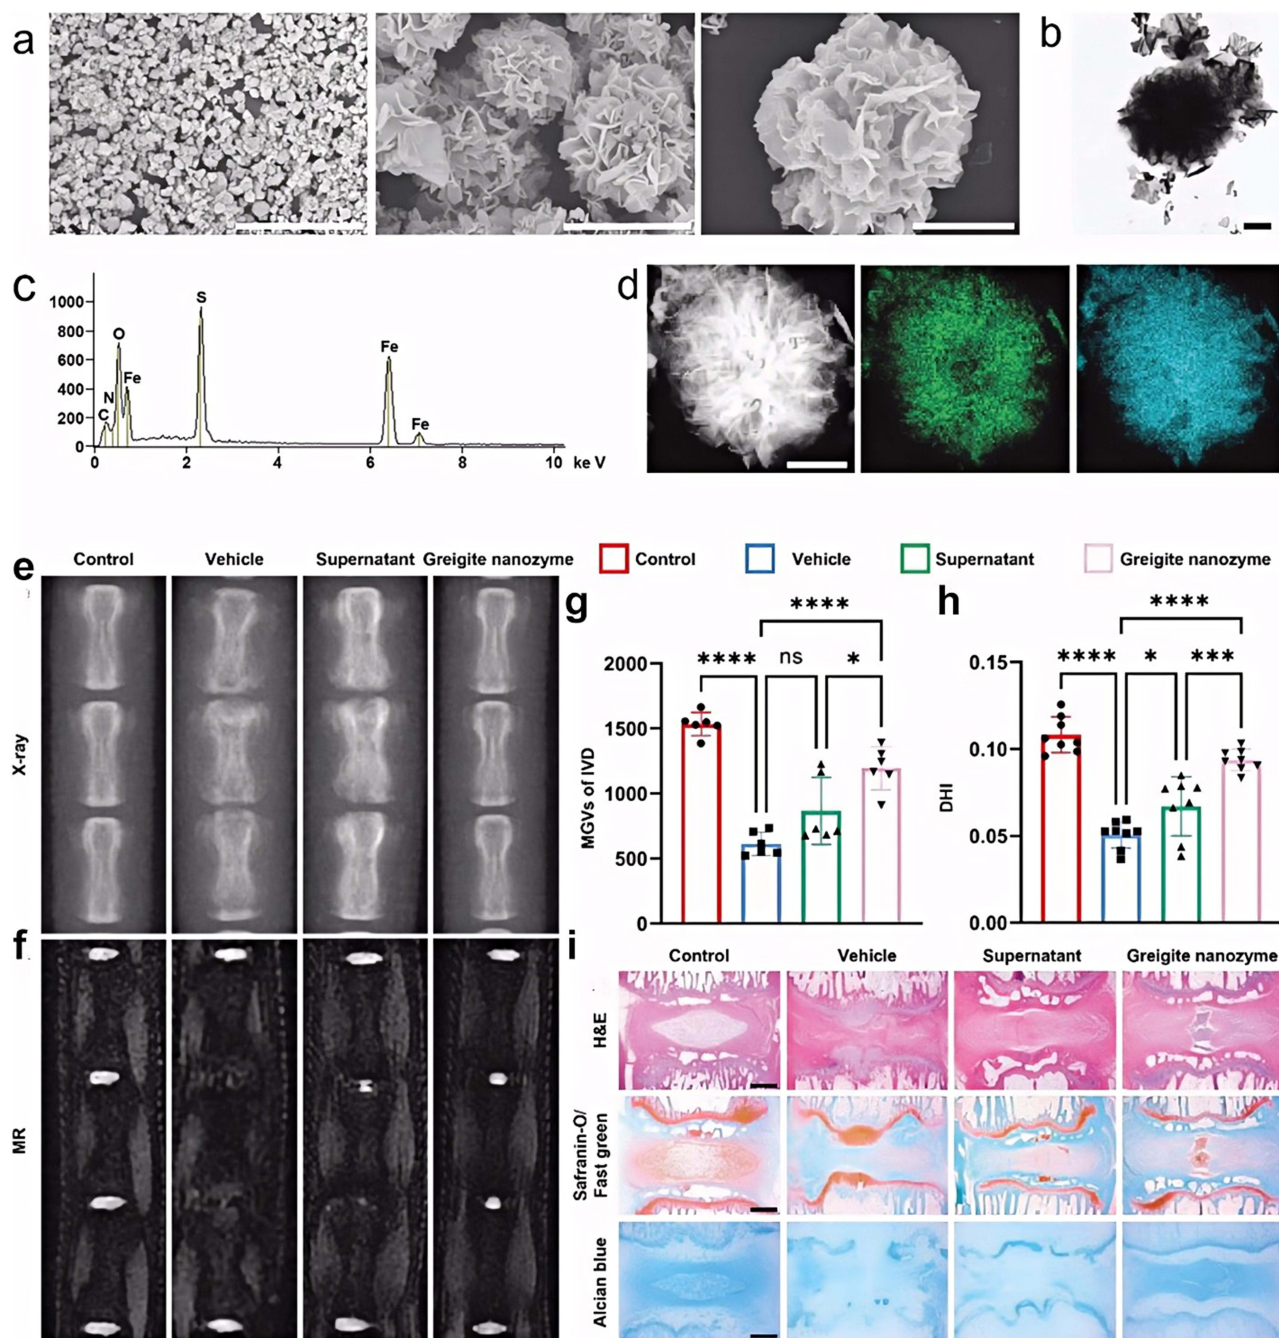 a
b
c
1000
800
600
400
200
0
C
N
O
Fe
S
Fe
Fe
0
2
4
6
8
10
ke V
d
e
Control
Vehicle
Supernatant
Greigite nanozyme
X-ray
f
MR
Control
Vehicle
Supernatant
Greigite nanozyme
g
****
****
ns
*
2000
1500
1000
500
0
MGVs of IVD
h
****
****
*
***
0.15
0.10
0.05
0.00
DHI
i
Control
Vehicle
Supernatant
Greigite nanozyme
H&E
Safranin-O/
Fast green
Alcian blue